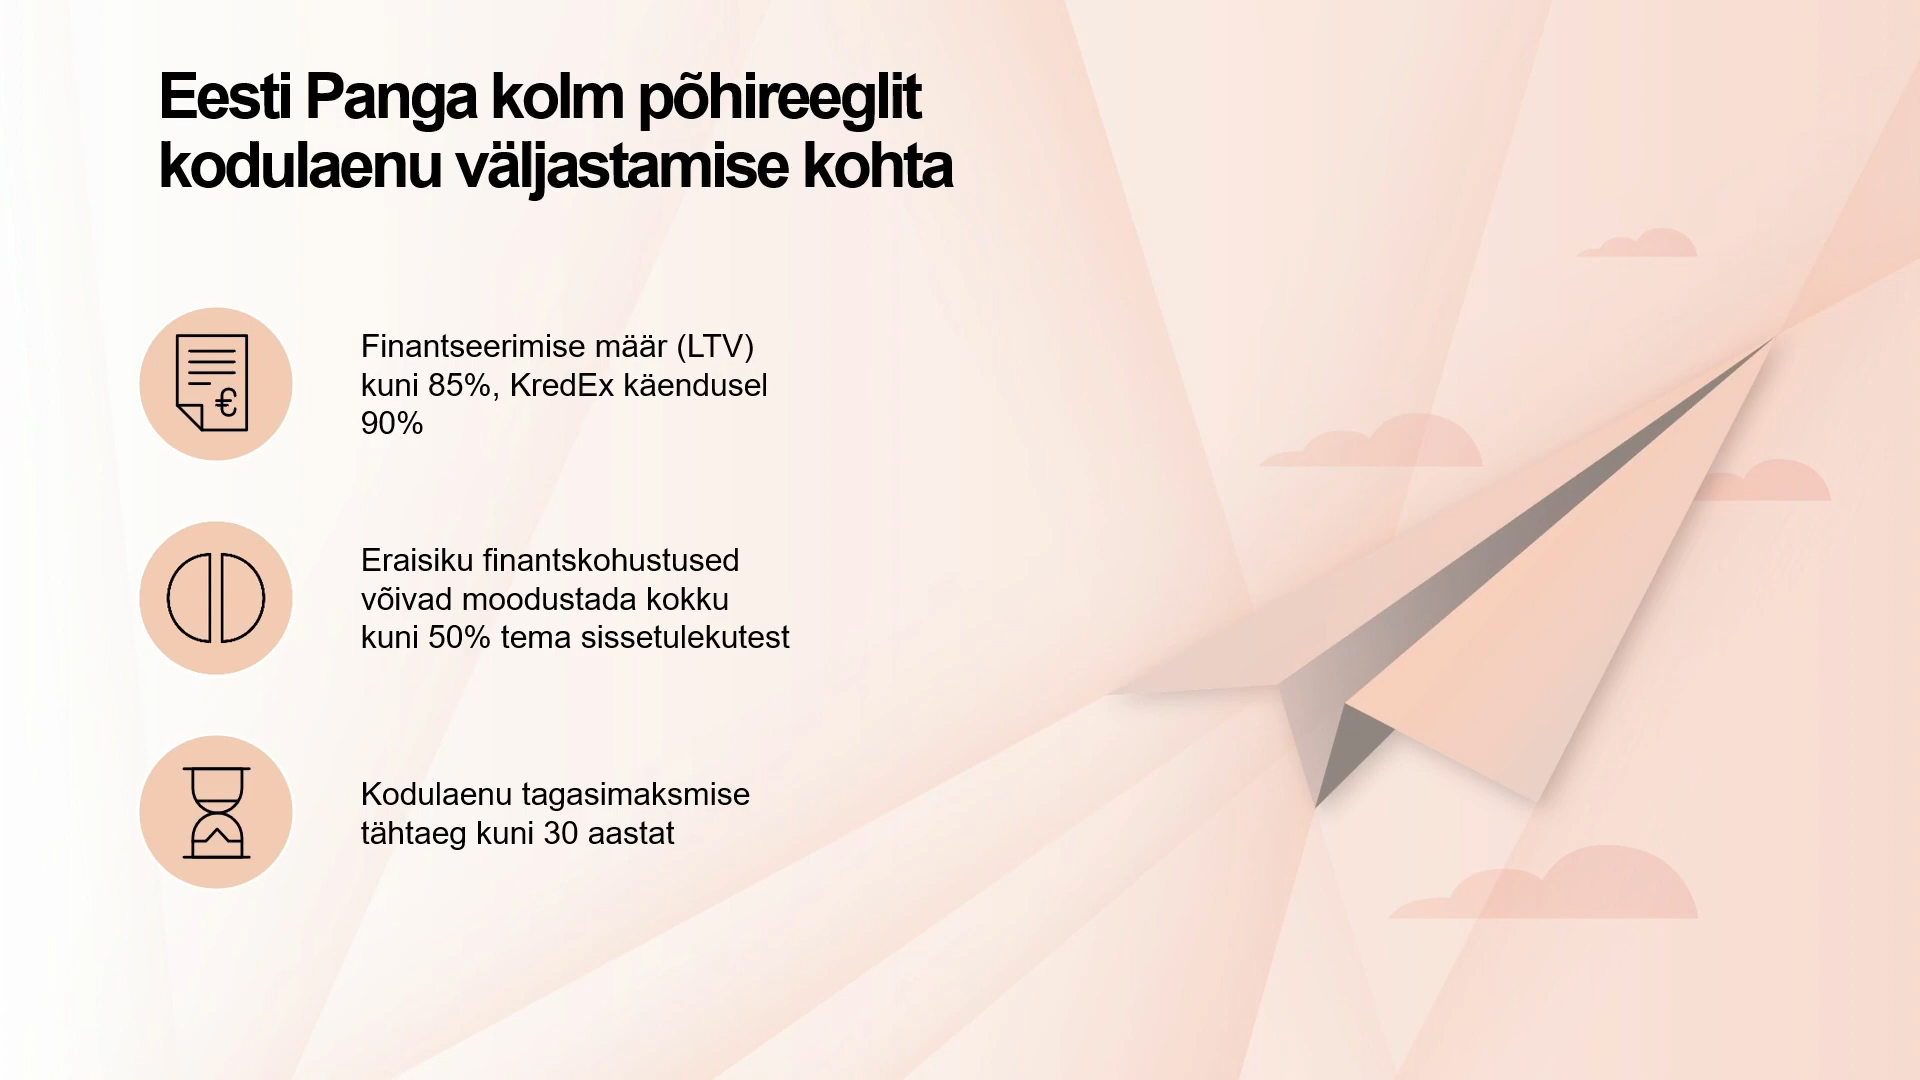 Eesti Panga kolm põhireeglit
kodulaenu väljastamise kohta
€
Finantseerimise määr (LTV)
kuni 85%, KredEx käendusel
90%
Eraisiku finantskohustused
võivad moodustada kokku
kuni 50% tema sissetulekutest
Kodulaenu tagasimaksmise
tähtaeg kuni 30 aastat